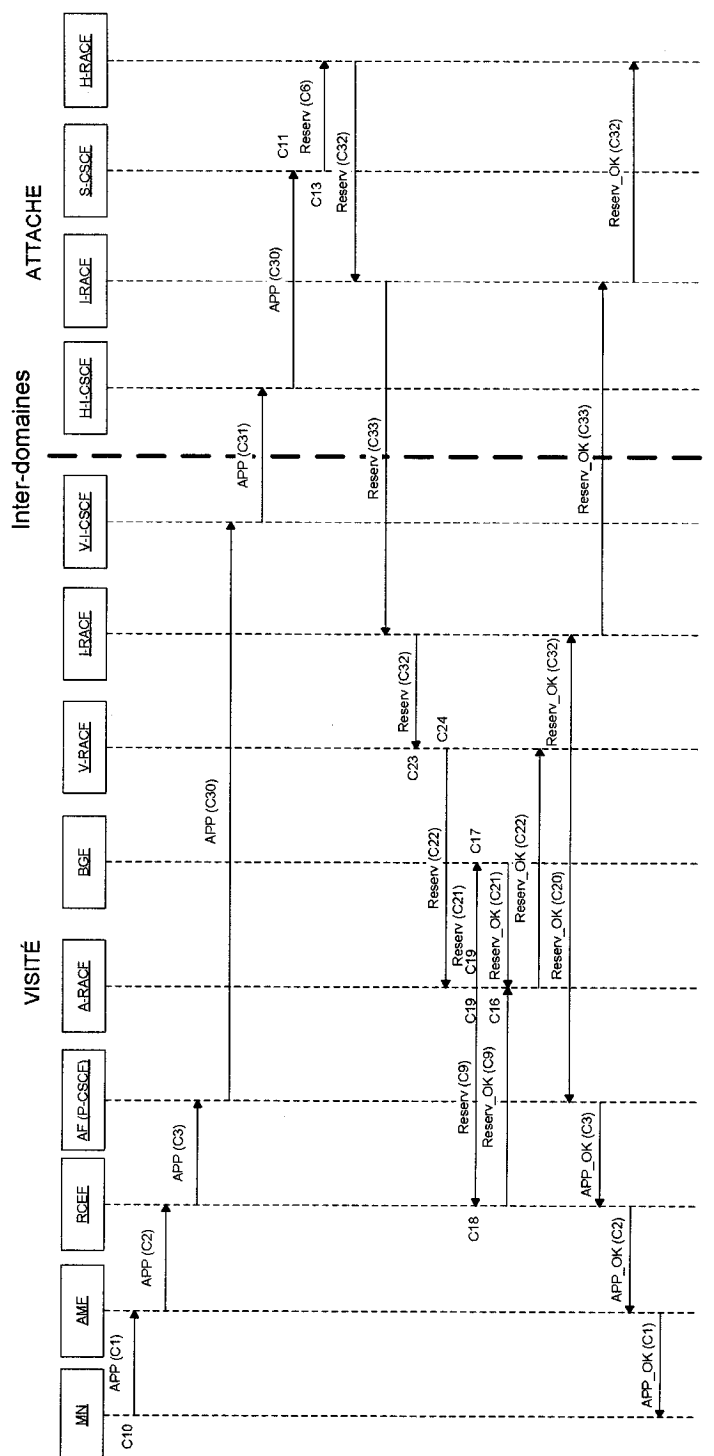 VISITÉ
Inter-domaines
ATTACHE
MN
AMF
RCEF
AF (P-CSCF)
A-RACF
BGF
V-RACF
I-RACF
V-I-CSCF
H-I-CSCF
I-RACF
S-CSCF
H-RACF
C10
APP (C1)
APP (C2)
APP (C3)
APP (C30)
APP (C31)
APP (C30)
C11
C13
Reserv (C6)
Reserv (C32)
Reserv (C33)
Reserv (C32)
C23
C24
Reserv (C22)
Reserv (C21)
C17
Reserv (C9)
C19
C19
C18
Reserv_OK (C9)
C16
Reserv_OK (C21)
Reserv_OK (C22)
Reserv_OK (C20)
Reserv_OK (C32)
Reserv_OK (C33)
Reserv_OK (C32)
APP_OK (C3)
APP_OK (C2)
APP_OK (C1)